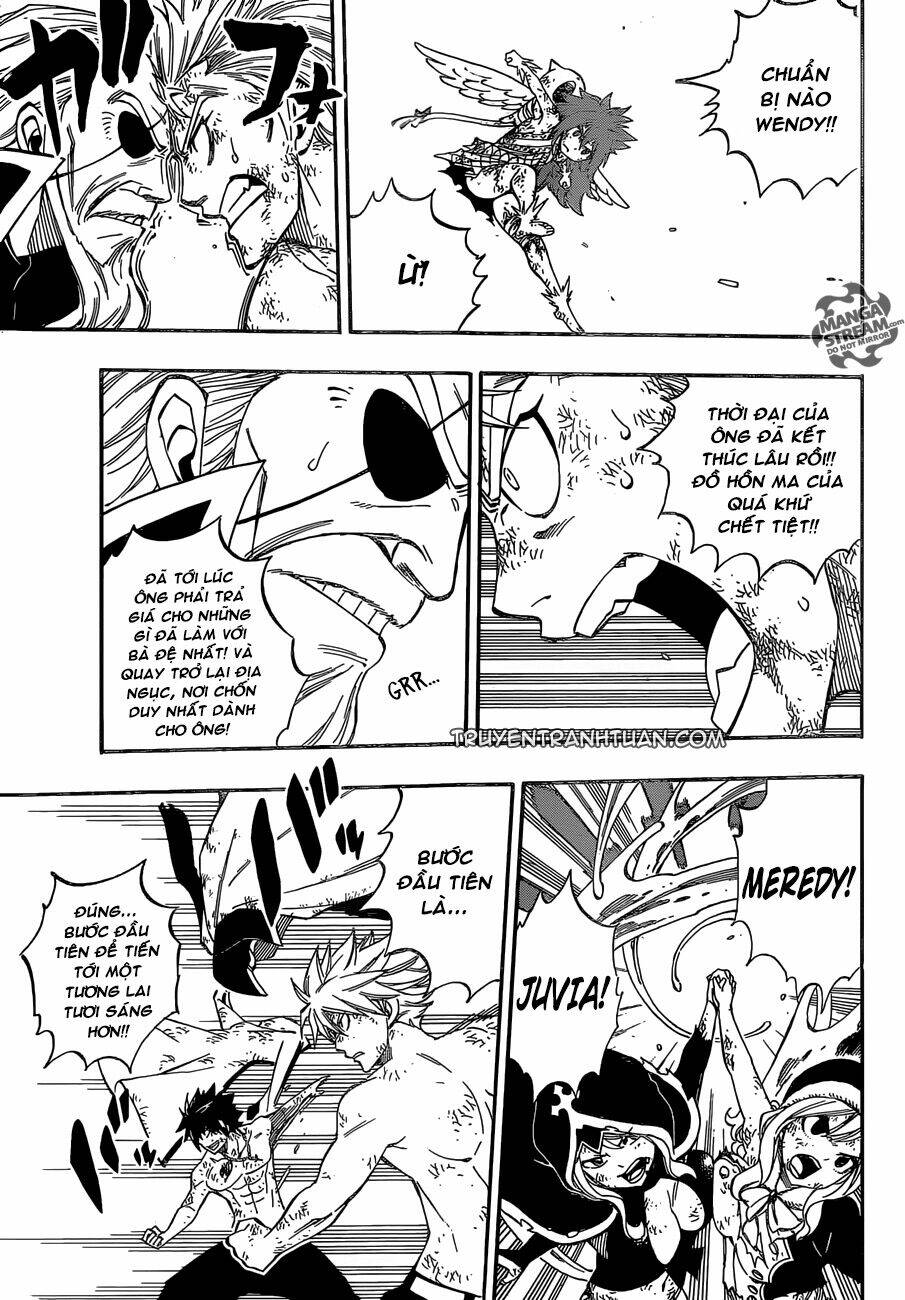 CHUẨN
BỊ NÀO
WENDY!!
Ừ!
ガッ
フォ
MANGA
STREAM.com
DO NOT MIRROR
THỜI ĐẠI CỦA
ÔNG ĐÃ KẾT
THÚC LÂU RỒI!!
ĐỒ HỒN MA CỦA
QUÁ KHỨ
CHẾT TIỆT!!
ĐÃ TỚI LÚC
ÔNG PHẢI TRẢ
GIÁ CHO NHỮNG
GÌ ĐÃ LÀM VỚI
BÀ ĐỆ NHẤT! VÀ
QUAY TRỞ LẠI ĐỊA
NGỤC, NƠI CHỐN
DUY NHẤT DÀNH
CHO ÔNG!
GRR...
TRUYENTRANHTUAN.COM
MEREDY!
JUVIA!
BƯỚC
ĐẦU TIÊN
LÀ...
ĐÚNG...
BƯỚC ĐẦU
TIÊN ĐỂ TIẾN
TỚI MỘT
TƯƠNG LAI
TƯƠI SÁNG
HƠN!!